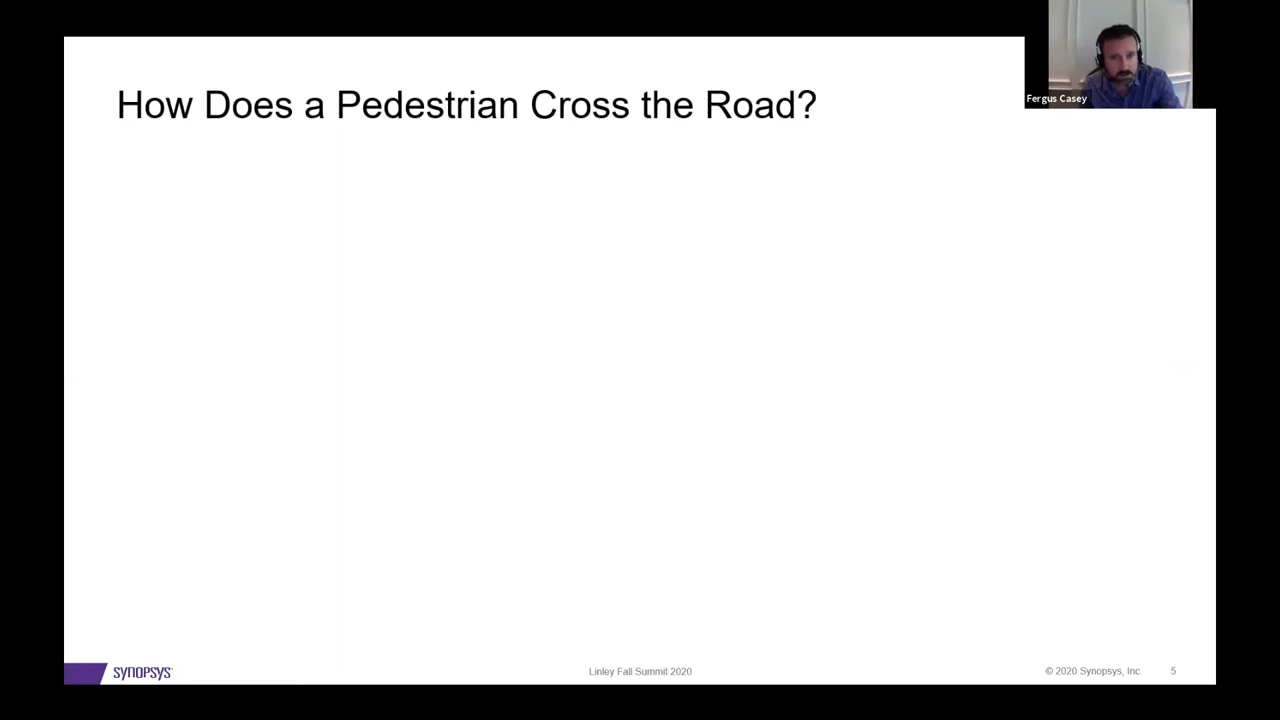 How Does a Pedestrian Cross the Road?
Fergus Casey
SYNOPSYS
Linley Fall Summit 2020
© 2020 Synopsys, Inc.
5